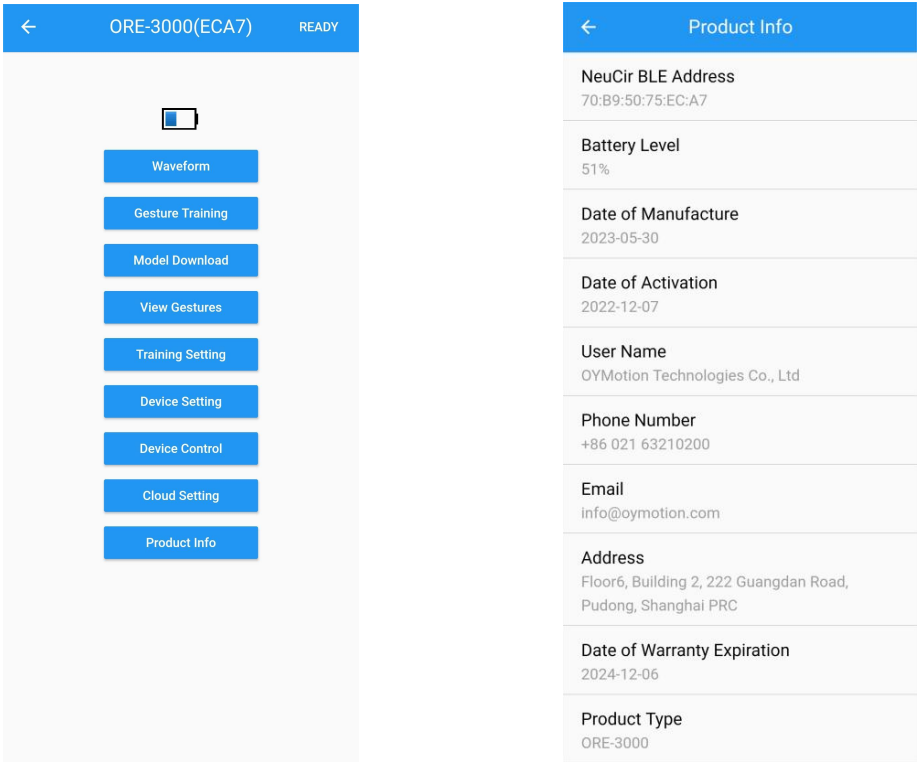 ORE-3000(ECA7)
READY
Waveform
Gesture Training
Model Download
View Gestures
Training Setting
Device Setting
Device Control
Cloud Setting
Product Info
Product Info
NeuCir BLE Address
70:B9:50:75:EC:A7
Battery Level
51%
Date of Manufacture
2023-05-30
Date of Activation
2022-12-07
User Name
OYMotion Technologies Co., Ltd
Phone Number
+86 021 63210200
Email
info@oymotion.com
Address
Floor6, Building 2, 222 Guangdan Road,
Pudong, Shanghai PRC
Date of Warranty Expiration
2024-12-06
Product Type
ORE-3000